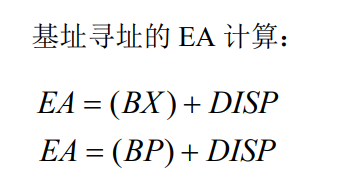 基址寻址的 EA 计算：
EA = (BX) + DISP
EA = (BP) + DISP